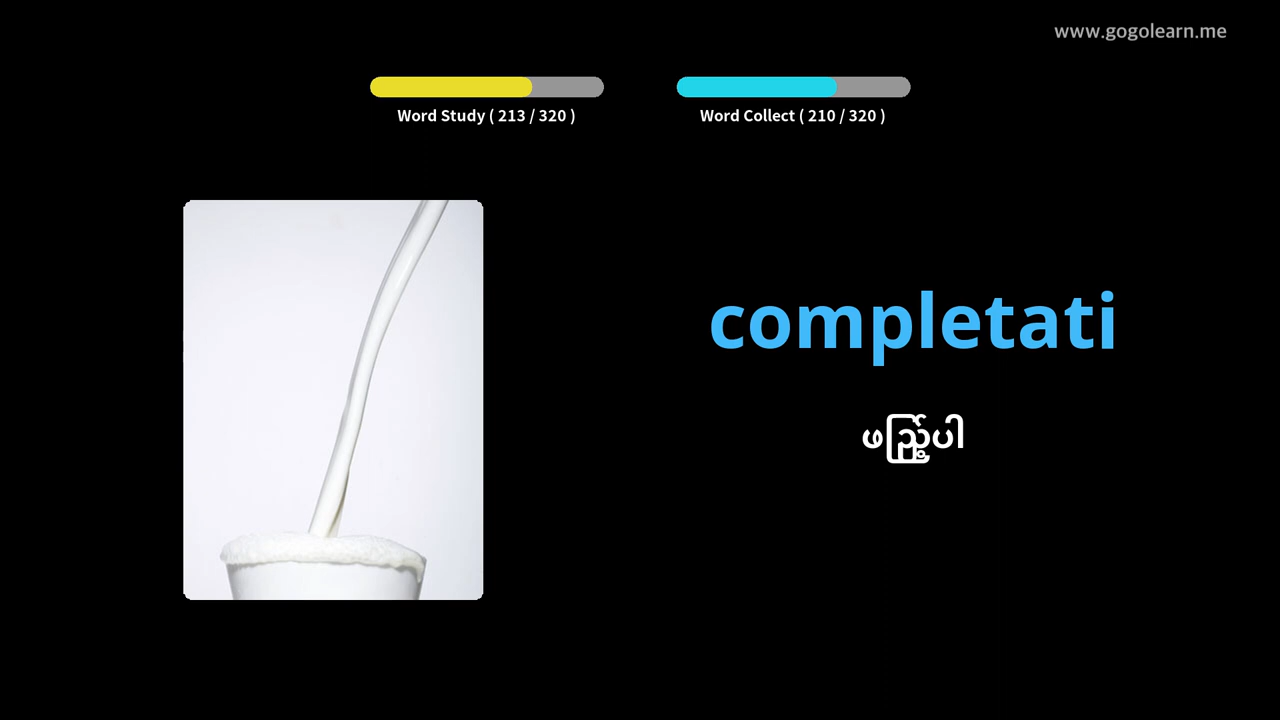 www.gogolearn.me
Word Study ( 213 / 320 )
Word Collect ( 210 / 320 )
completati
ဖြည့်ပါ